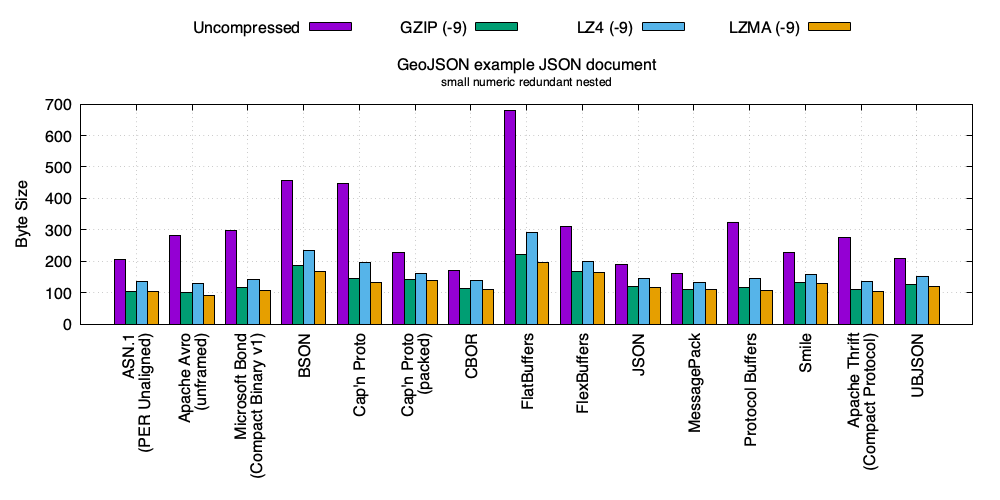 Uncompressed GZIP (-9) LZ4 (-9) LZMA (-9)
GeoJSON example JSON document
small numeric redundant nested
Byte Size
700
600
500
400
300
200
100
0
ASN.1
(PER Unaligned)
Apache Avro
(unframed)
Microsoft Bond
(Compact Binary v1)
BSON
Cap'n Proto
Cap'n Proto
(packed)
CBOR
FlatBuffers
FlexBuffers
JSON
MessagePack
Protocol Buffers
Smile
Apache Thrift
(Compact Protocol)
UBJSON